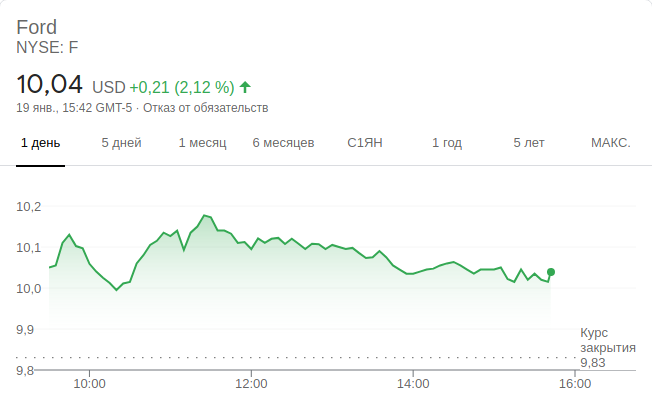 Ford
NYSE: F
10,04 USD +0,21 (2,12 %)
19 янв., 15:42 GMT-5 · Отказ от обязательств
1 день 5 дней 1 месяц 6 месяцев С1ЯН 1 год 5 лет МАКС.
10,2
10,1
10,0
9,9
9,8
Курс
закрытия
9,83
10:00 12:00 14:00 16:00